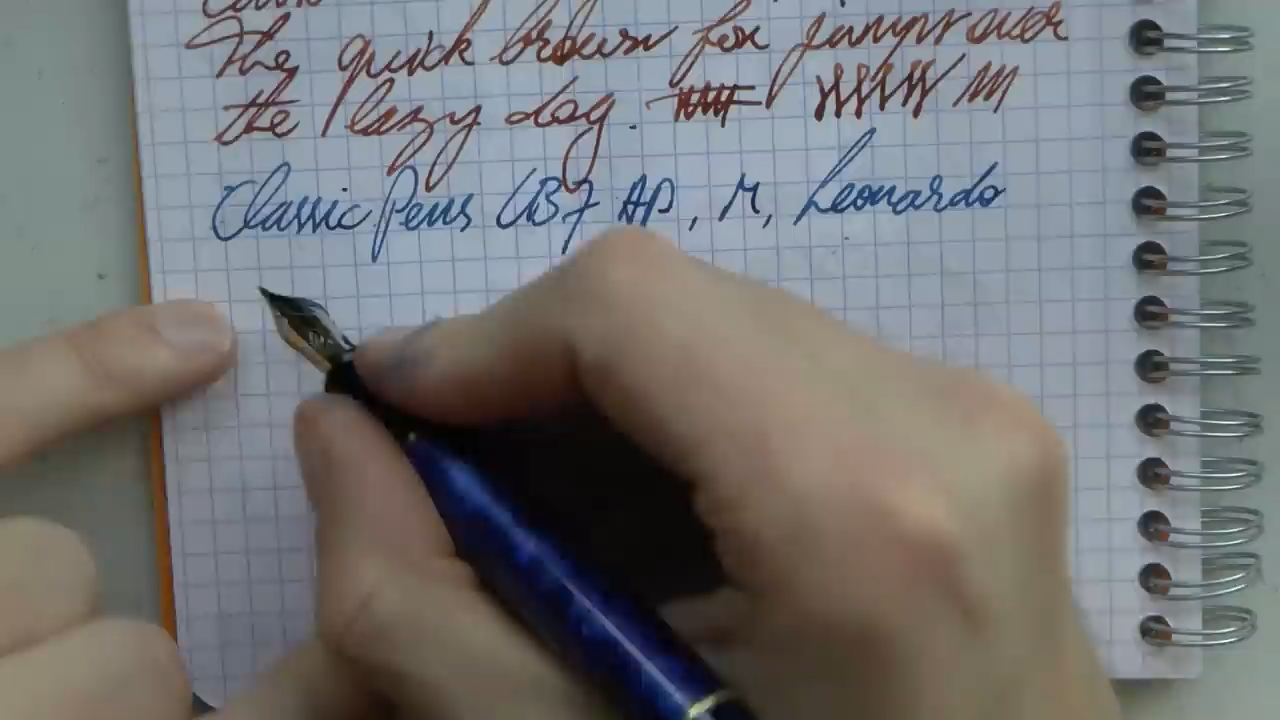 The quick brown fox jumps over
the lazy dog.
Classic Pens LB7 AP, M, Leonardo